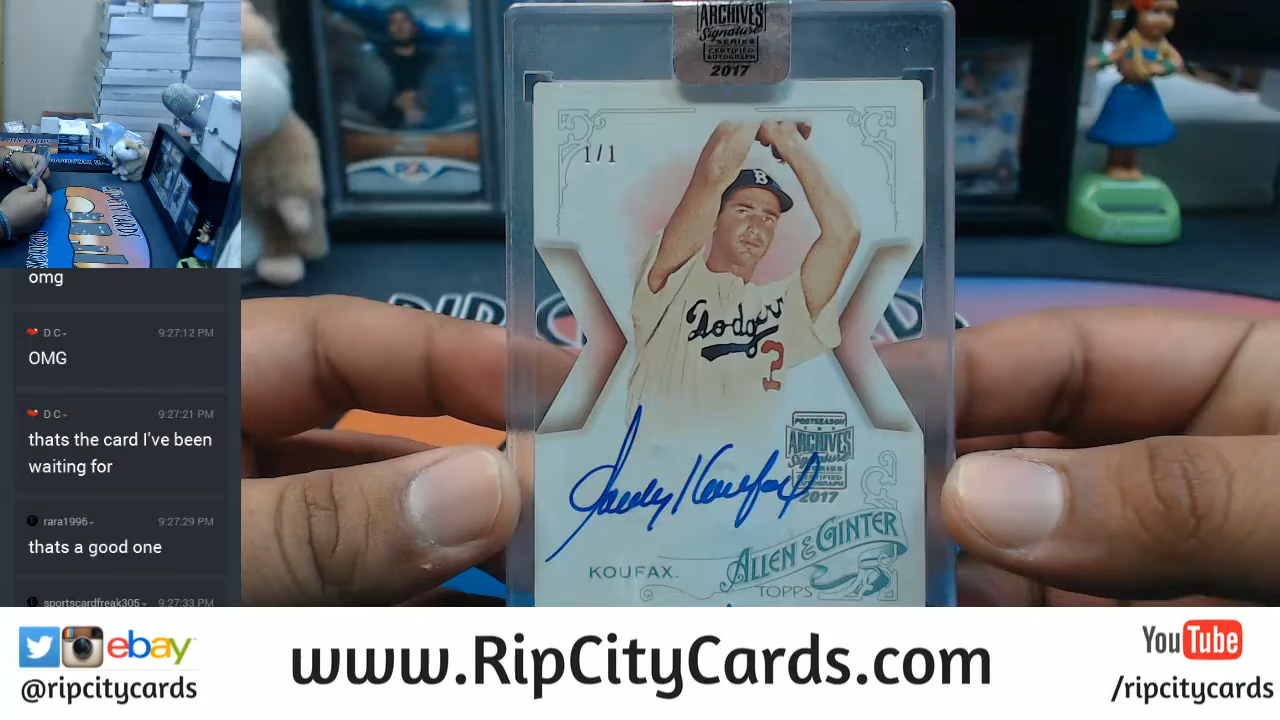 ARCHIVES
Signature
SERIES
CERTIFIED
AUTOGRAPH
2017
1/1
B
Dodgers
3
Sandy Koufax
POSTSEASON
ARCHIVES
Signature
SERIES
CERTIFIED
AUTOGRAPH
2017
KOUFAX.
ALLEN & GINTER
TOPPS
omg
D C -
9:27:12 PM
OMG
D C -
9:27:21 PM
thats the card I've been
waiting for
rara1996 -
9:27:29 PM
thats a good one
sportscardfreak305 -
9:27:33 PM
ebay
@ripcitycards
www.RipCityCards.com
YouTube
/ripcitycards